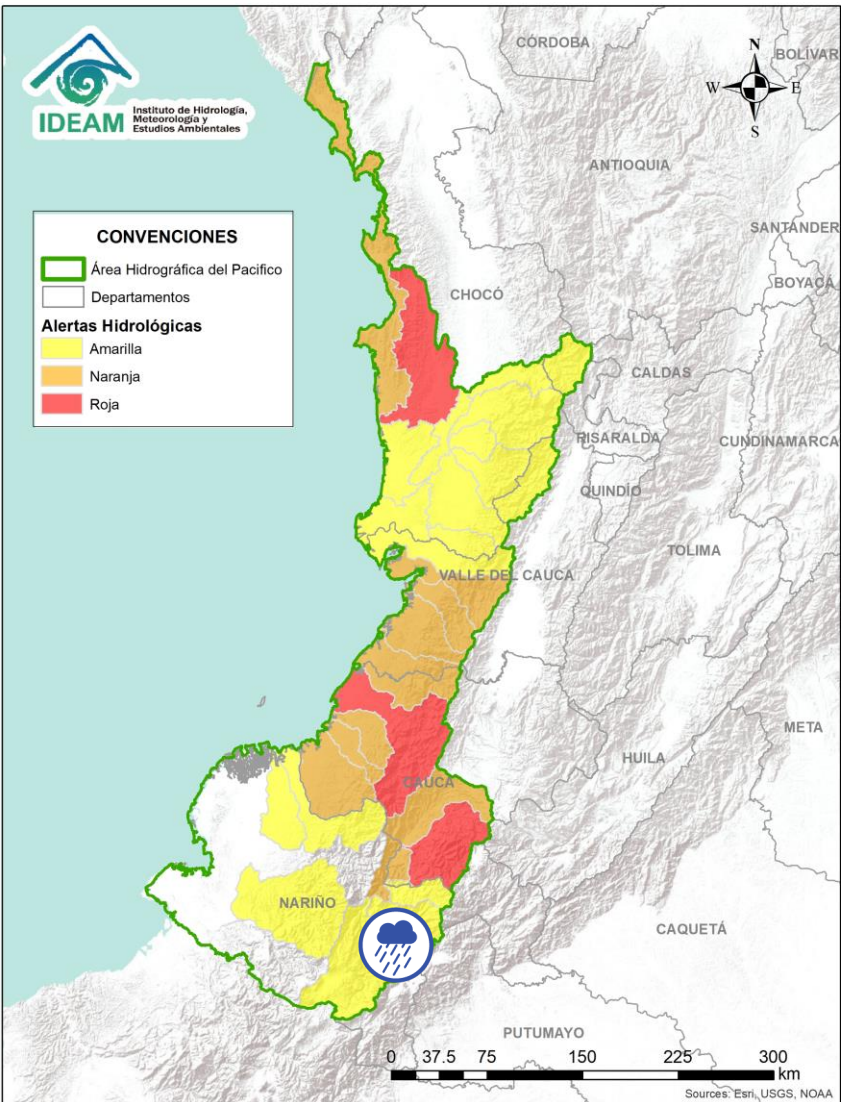 IDEAM
Instituto de Hidrología,
Meteorología y
Estudios Ambientales
N
W
E
S
CÓRDOBA
BOLÍVAR
ANTIOQUIA
SANTANDER
BOYACÁ
CHOCÓ
CONVENCIONES
Área Hidrográfica del Pacifico
Departamentos
Alertas Hidrológicas
Amarilla
Naranja
Roja
CALDAS
RISARALDA
CUNDINAMARCA
QUINDÍO
TOLIMA
VALLE DEL CAUCA
META
HUILA
CAUCA
NARIÑO
CAQUETÁ
PUTUMAYO
0 37.5 75 150 225 300
km
Sources: Esri, USGS, NOAA